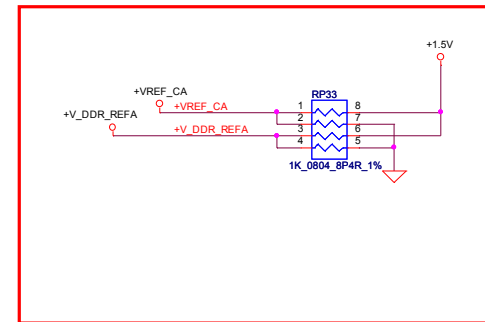 +1.5V
+VREF_CA
RP33
+V_DDR_REFA
+VREF_CA
1 8
2 7
+V_DDR_REFA
3 6
4 5
1K_0804_8P4R_1%